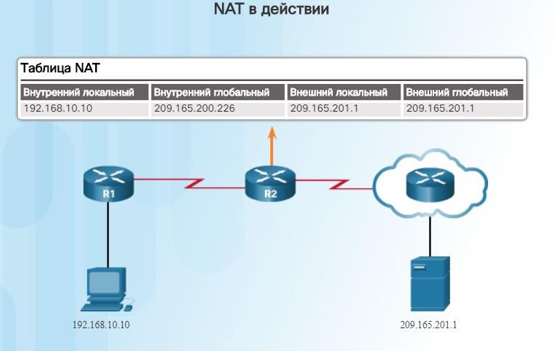 NAT в действии
Таблица NAT
Внутренний локальный Внутренний глобальный Внешний локальный Внешний глобальный
192.168.10.10 209.165.200.226 209.165.201.1 209.165.201.1
R1 R2
192.168.10.10 209.165.201.1